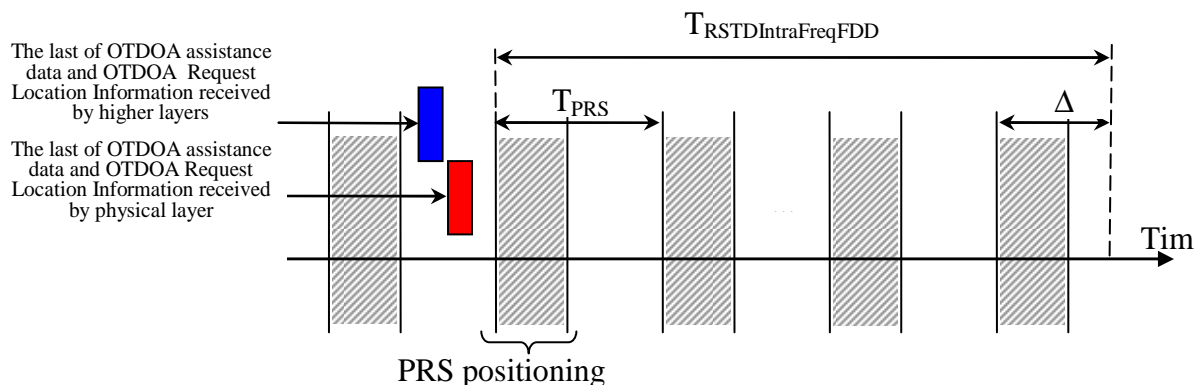 T_RSTDIntraFreqFDD
The last of OTDOA assistance
data and OTDOA Request
Location Information received
by higher layers
T_PRS
Δ
The last of OTDOA assistance
data and OTDOA Request
Location Information received
by physical layer
. . .
Tim
PRS positioning